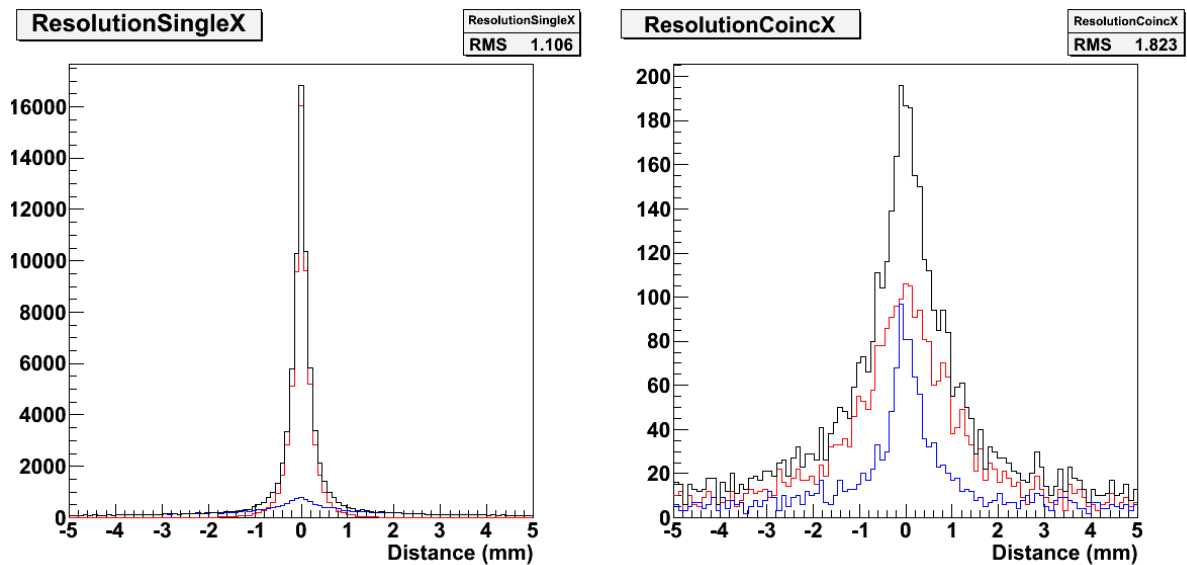 ResolutionSingleX
ResolutionSingleX
RMS 1.106
16000
14000
12000
10000
8000
6000
4000
2000
0
-5 -4 -3 -2 -1 0 1 2 3 4 5
Distance (mm)
ResolutionCoincX
ResolutionCoincX
RMS 1.823
200
180
160
140
120
100
80
60
40
20
0
-5 -4 -3 -2 -1 0 1 2 3 4 5
Distance (mm)